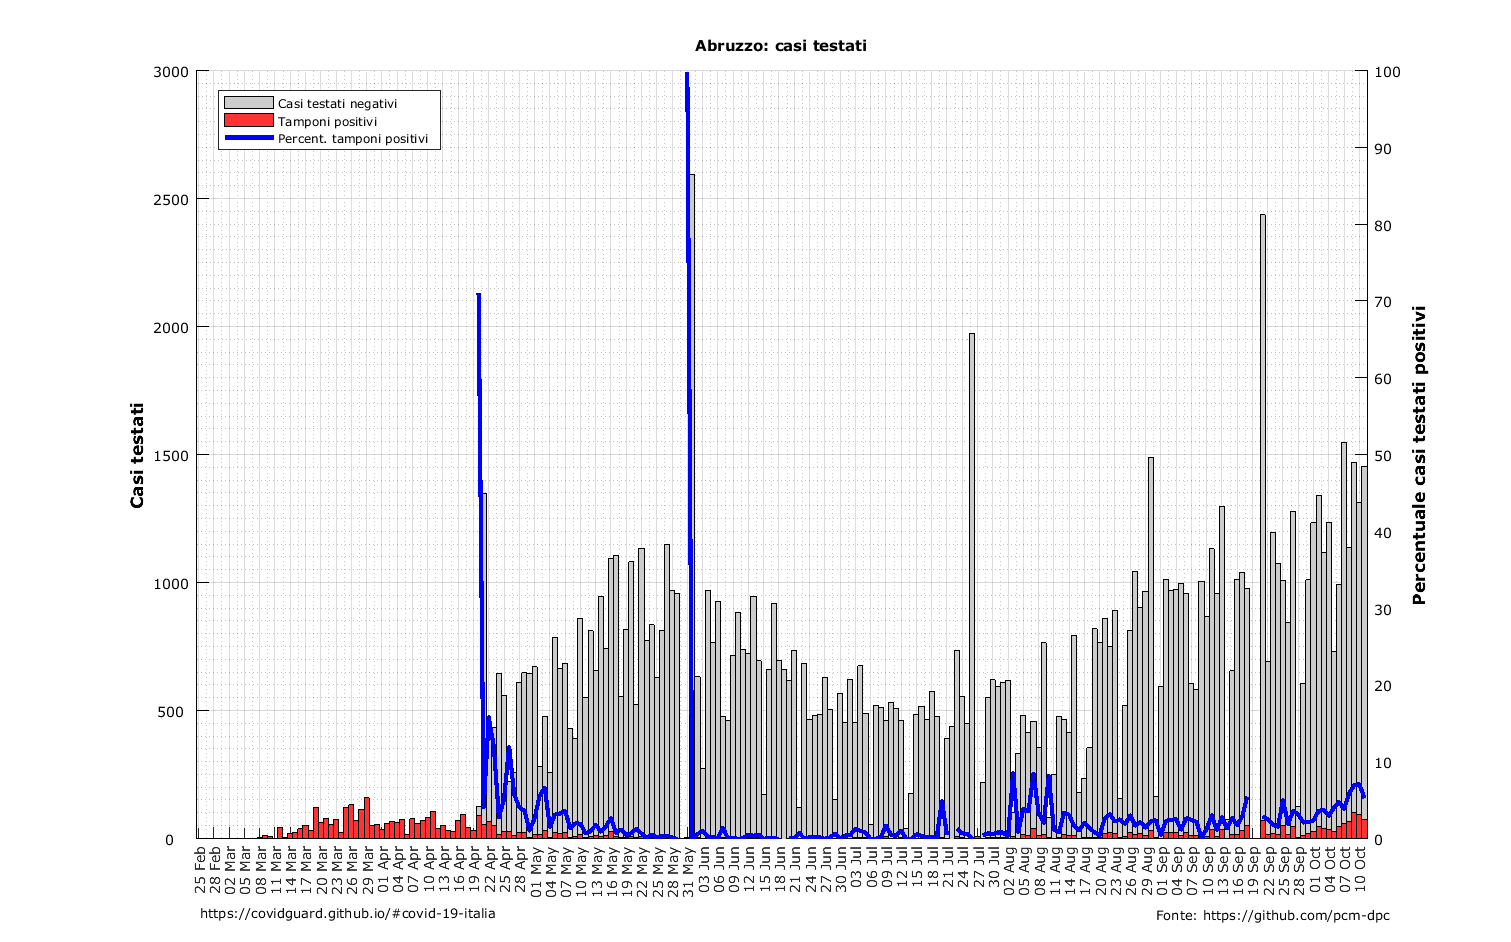 Abruzzo: casi testati
Casi testati negativi
Tamponi positivi
Percent. tamponi positivi
Casi testati
3000
2500
2000
1500
1000
500
0
100
90
80
70
60
50
40
30
20
10
0
Percentuale casi testati positivi
25 Feb
28 Feb
02 Mar
05 Mar
08 Mar
11 Mar
14 Mar
17 Mar
20 Mar
23 Mar
26 Mar
29 Mar
01 Apr
04 Apr
07 Apr
10 Apr
13 Apr
16 Apr
19 Apr
22 Apr
25 Apr
28 Apr
01 May
04 May
07 May
10 May
13 May
16 May
19 May
22 May
25 May
28 May
31 May
03 Jun
06 Jun
09 Jun
12 Jun
15 Jun
18 Jun
21 Jun
24 Jun
27 Jun
30 Jun
03 Jul
06 Jul
09 Jul
12 Jul
15 Jul
18 Jul
21 Jul
24 Jul
27 Jul
30 Jul
02 Aug
05 Aug
08 Aug
11 Aug
14 Aug
17 Aug
20 Aug
23 Aug
26 Aug
29 Aug
01 Sep
04 Sep
07 Sep
10 Sep
13 Sep
16 Sep
19 Sep
22 Sep
25 Sep
28 Sep
01 Oct
04 Oct
07 Oct
10 Oct
https://covidguard.github.io/#covid-19-italia
Fonte: https://github.com/pcm-dpc